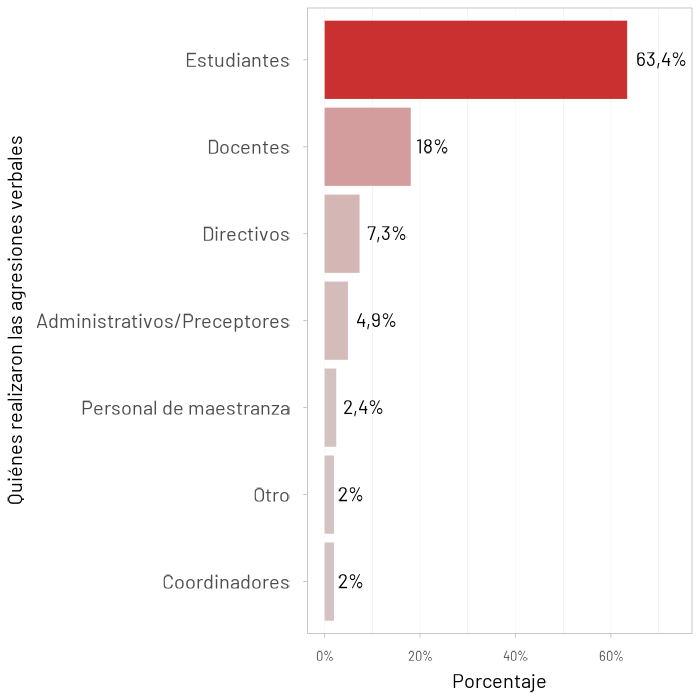 Quiénes realizaron las agresiones verbales
Estudiantes 63,4%
Docentes 18%
Directivos 7,3%
Administrativos/Preceptores 4,9%
Personal de maestranza 2,4%
Otro 2%
Coordinadores 2%
0% 20% 40% 60%
Porcentaje